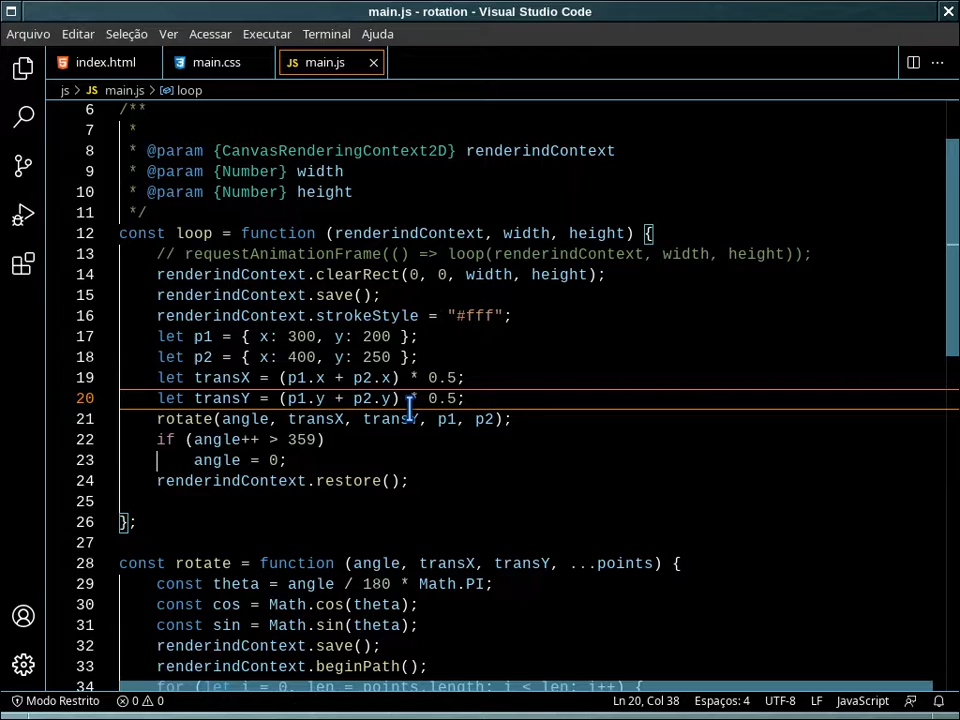 main.js - rotation - Visual Studio Code
Arquivo Editar Seleção Ver Acessar Executar Terminal Ajuda
index.html main.css JS main.js
js > JS main.js > loop
6 /**
7 *
8 * @param {CanvasRenderingContext2D} renderindContext
9 * @param {Number} width
10 * @param {Number} height
11 */
12 const loop = function (renderindContext, width, height) {
13 // requestAnimationFrame(() => loop(renderindContext, width, height));
14 renderindContext.clearRect(0, 0, width, height);
15 renderindContext.save();
16 renderindContext.strokeStyle = "#fff";
17 let p1 = { x: 300, y: 200 };
18 let p2 = { x: 400, y: 250 };
19 let transX = (p1.x + p2.x) * 0.5;
20 let transY = (p1.y + p2.y) * 0.5;
21 rotate(angle, transX, transY, p1, p2);
22 if (angle++ > 359)
23 angle = 0;
24 renderindContext.restore();
25
26 };
27
28 const rotate = function (angle, transX, transY, ...points) {
29 const theta = angle / 180 * Math.PI;
30 const cos = Math.cos(theta);
31 const sin = Math.sin(theta);
32 renderindContext.save();
33 renderindContext.beginPath();
34 for (let i = 0, len = points.length; i < len; i++) {
Modo Restrito 0 0 Ln 20, Col 38 Espaços: 4 UTF-8 LF JavaScript